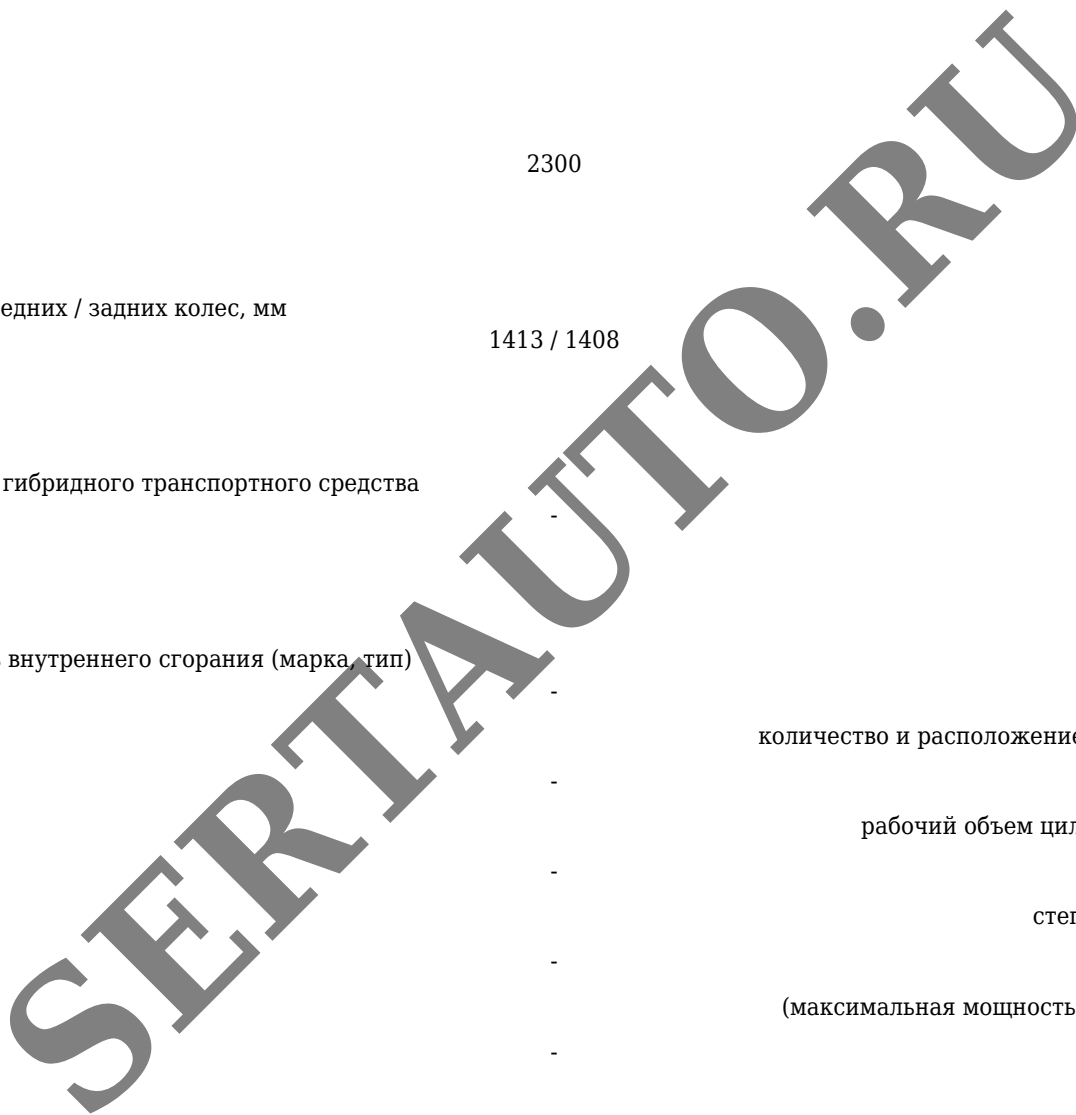 2300
едних / задних колес, мм
1413 / 1408
гибридного транспортного средства
-
внутреннего сгорания (марка, тип)
-
количество и расположение
-
рабочий объем цил
-
степ
-
(максимальная мощность
-
SERTAUTO.RU